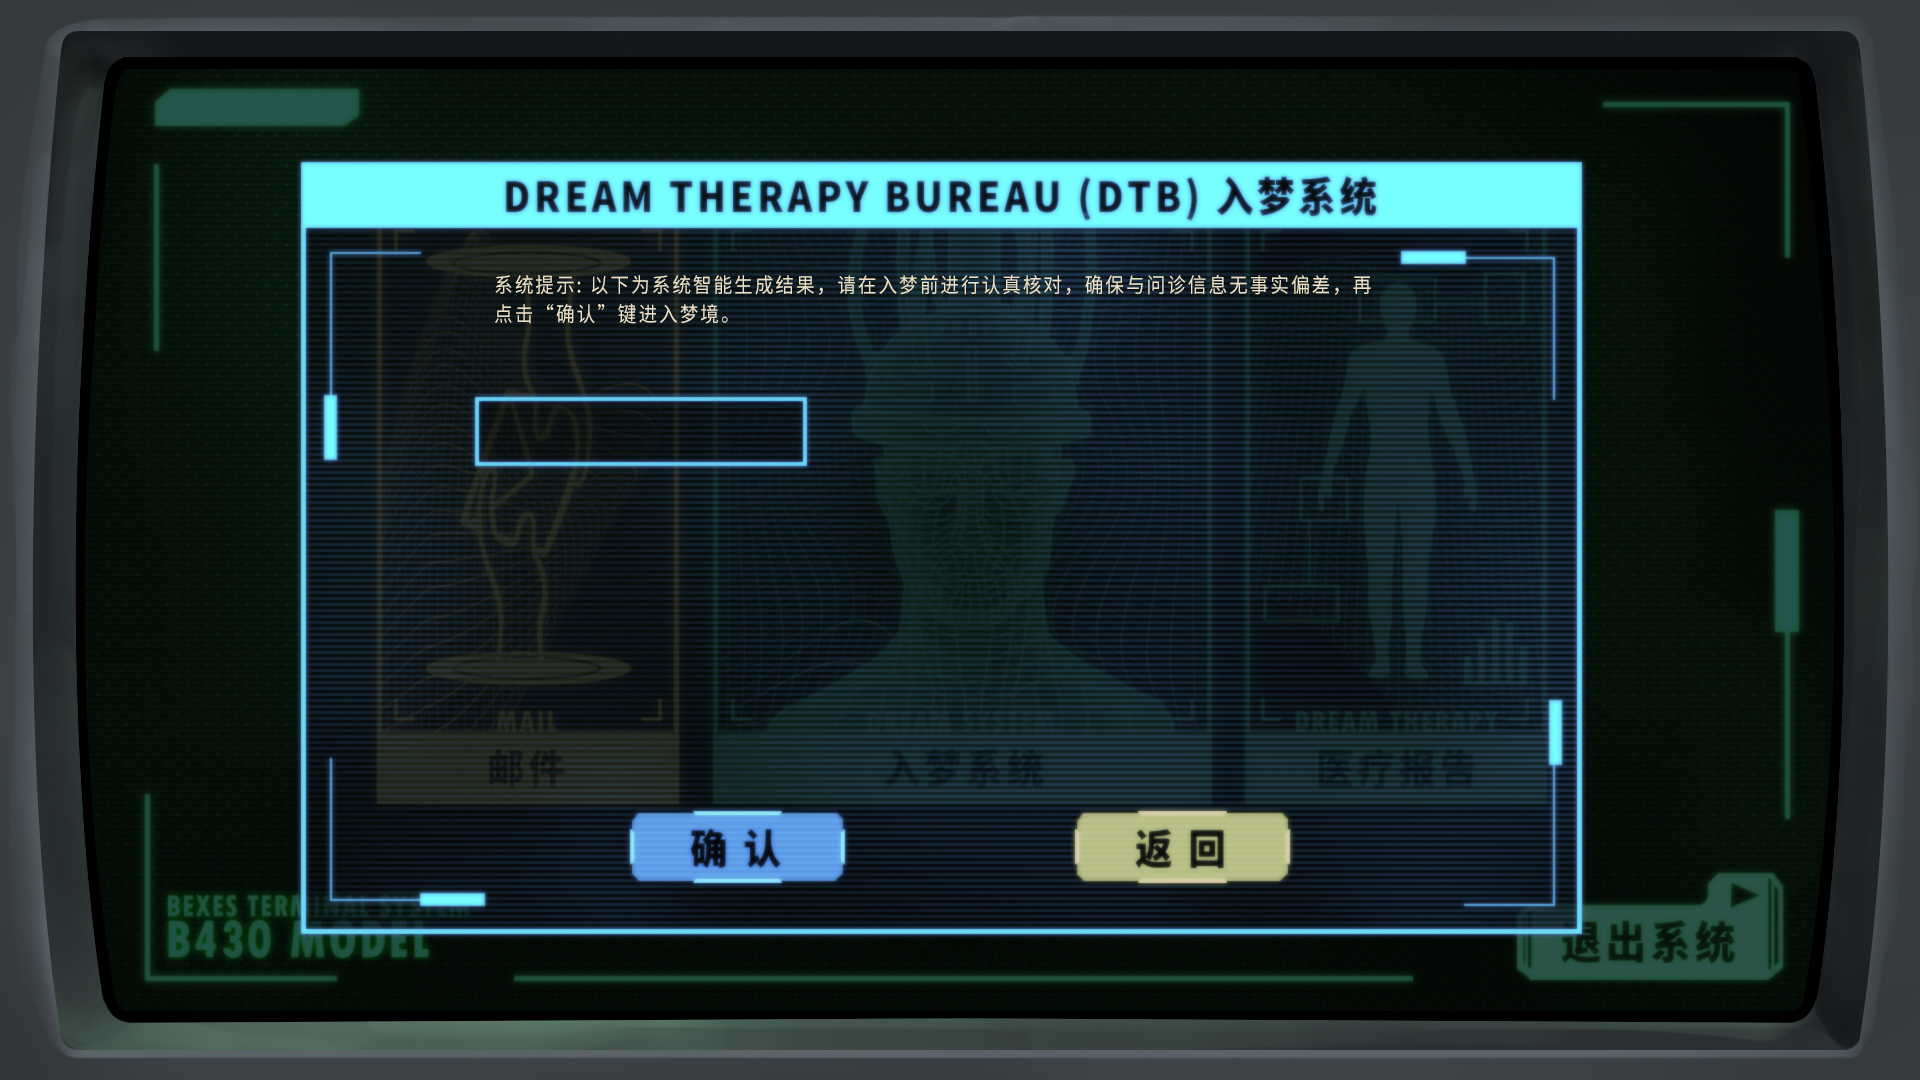 DREAM THERAPY BUREAU (DTB) 入梦系统
系统提示: 以下为系统智能生成结果，请在入梦前进行认真核对，确保与问诊信息无事实偏差，再
点击“确认”键进入梦境。
MAIL
邮件
DREAM SYSTEM
入梦系统
DREAM THERAPY
医疗报告
确认
返回
BEXES TERMINAL SYSTEM
B430 MODEL
退出系统